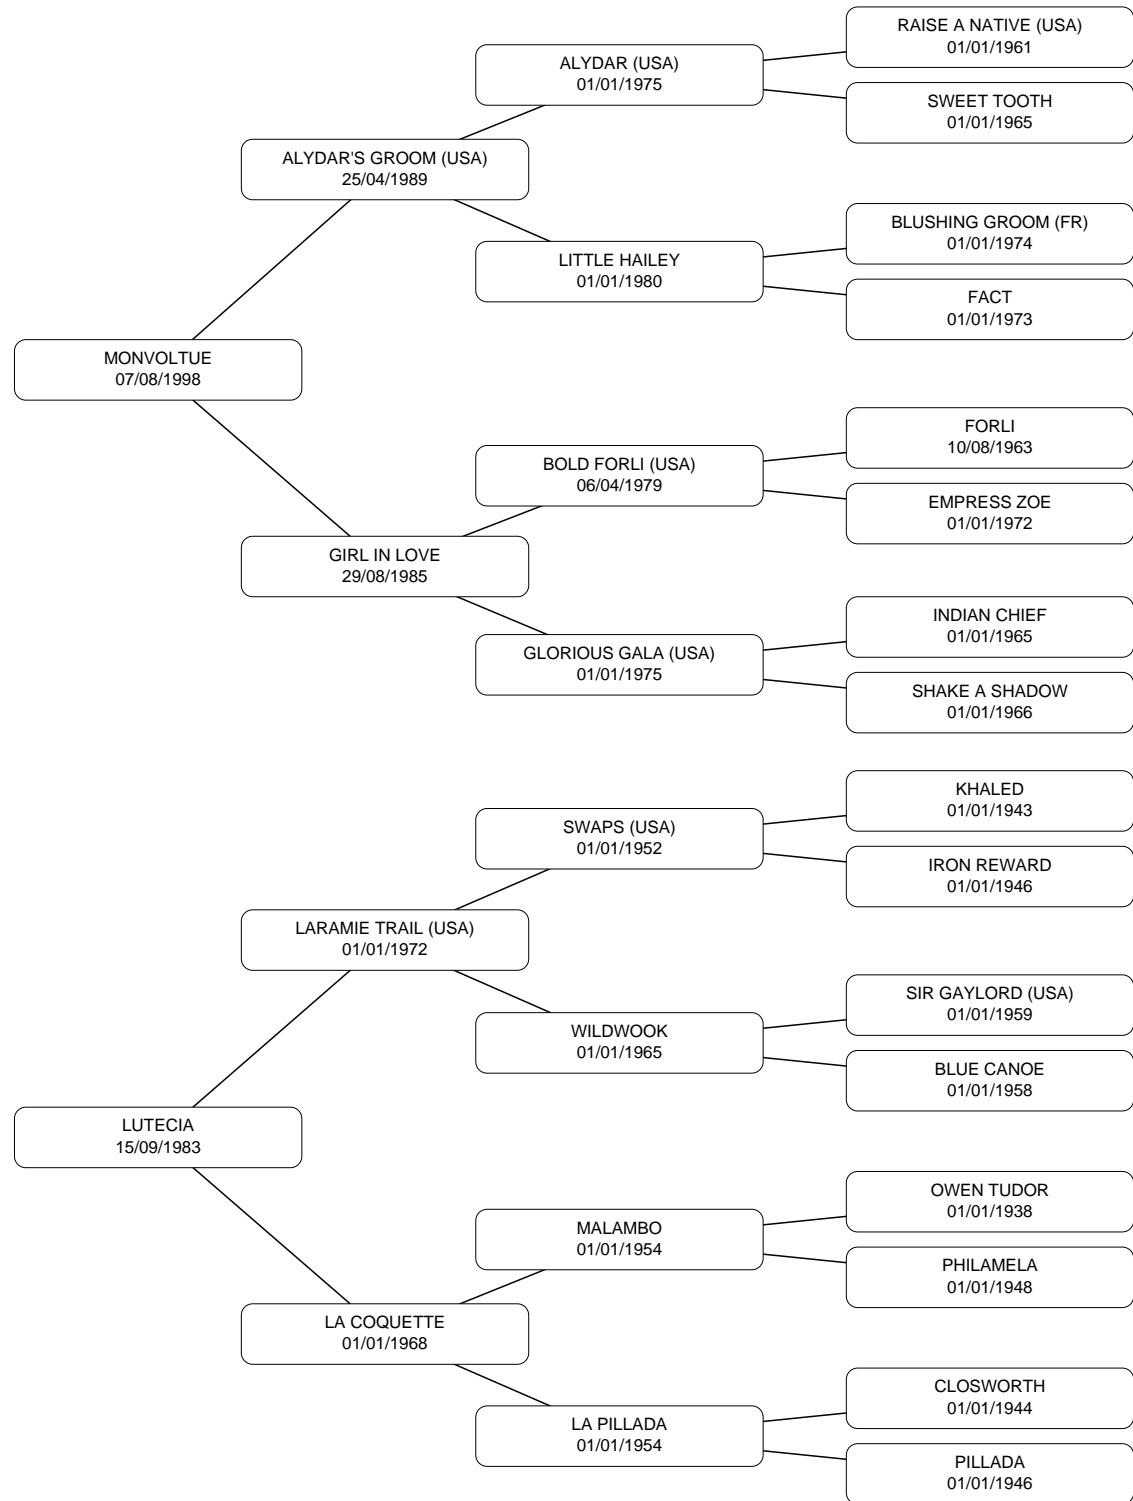 RAISE A NATIVE (USA)
01/01/1961
ALYDAR (USA)
01/01/1975
SWEET TOOTH
01/01/1965
ALYDAR'S GROOM (USA)
25/04/1989
BLUSHING GROOM (FR)
01/01/1974
LITTLE HAILEY
01/01/1980
FACT
01/01/1973
MONVOLTUE
07/08/1998
FORLI
10/08/1963
BOLD FORLI (USA)
06/04/1979
EMPRESS ZOE
01/01/1972
GIRL IN LOVE
29/08/1985
INDIAN CHIEF
01/01/1965
GLORIOUS GALA (USA)
01/01/1975
SHAKE A SHADOW
01/01/1966
KHALED
01/01/1943
SWAPS (USA)
01/01/1952
IRON REWARD
01/01/1946
LARAMIE TRAIL (USA)
01/01/1972
SIR GAYLORD (USA)
01/01/1959
WILDWOOK
01/01/1965
BLUE CANOE
01/01/1958
LUTECIA
15/09/1983
OWEN TUDOR
01/01/1938
MALAMBO
01/01/1954
PHILAMELA
01/01/1948
LA COQUETTE
01/01/1968
CLOSWORTH
01/01/1944
LA PILLADA
01/01/1954
PILLADA
01/01/1946